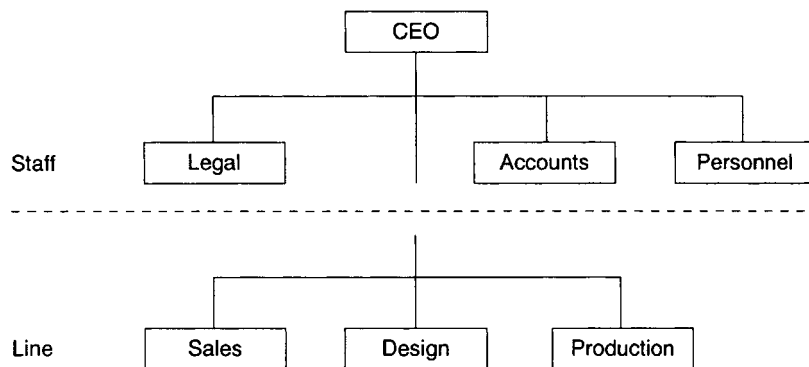 CEO
Staff
Legal
Accounts
Personnel
Line
Sales
Design
Production